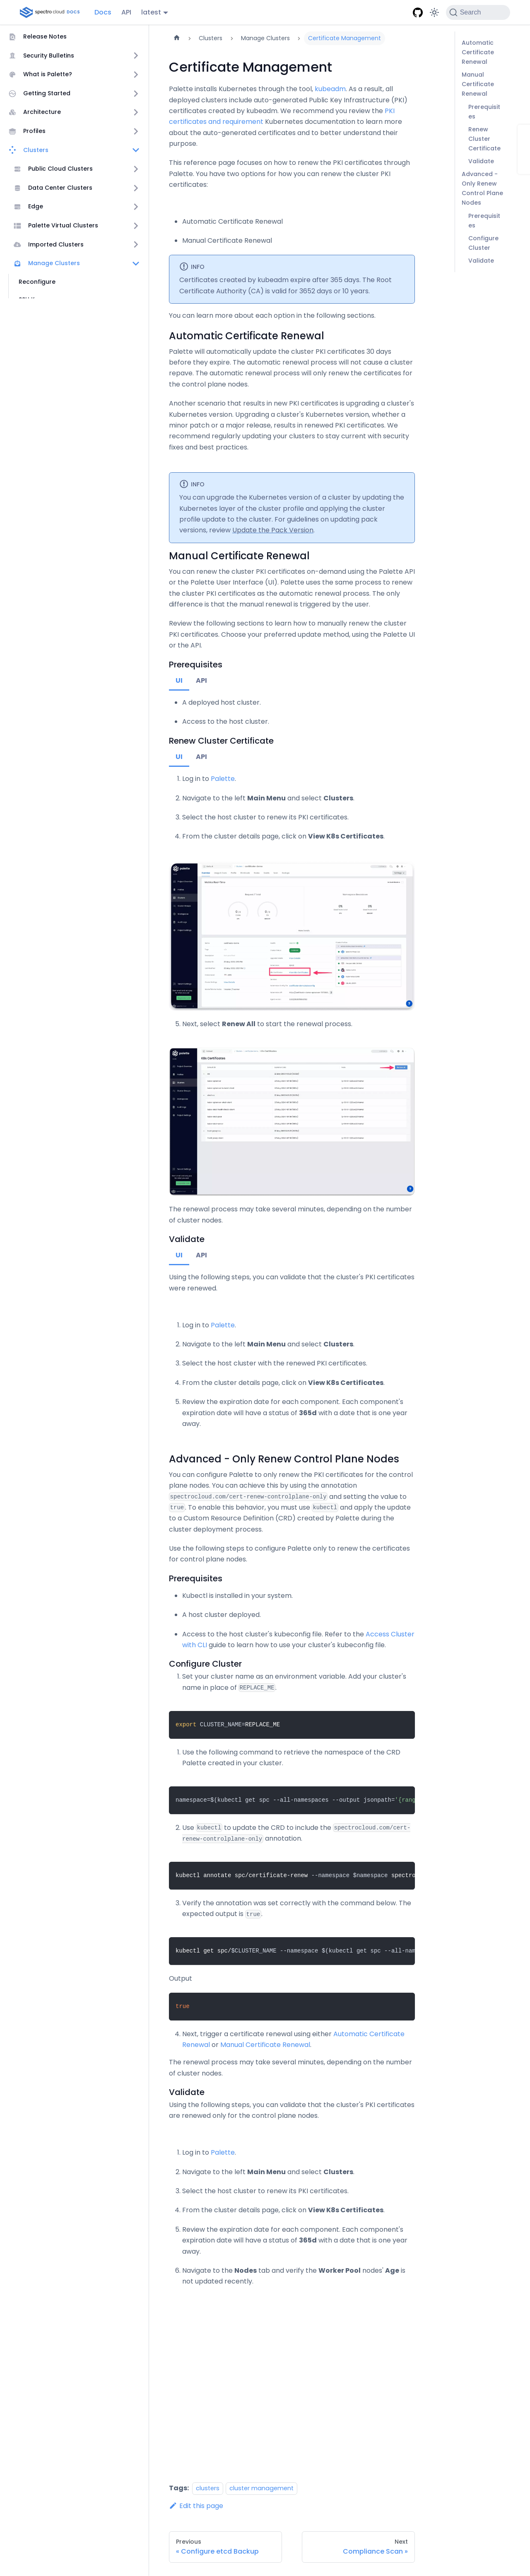 spectro cloud DOCS
Docs
API
latest
Search
Release Notes
Security Bulletins
What is Palette?
Getting Started
Architecture
Profiles
Clusters
Public Cloud Clusters
Data Center Clusters
Edge
Palette Virtual Clusters
Imported Clusters
Manage Clusters
Reconfigure
Clusters
Manage Clusters
Certificate Management
Certificate Management
Palette installs Kubernetes through the tool, kubeadm. As a result, all
deployed clusters include auto-generated Public Key Infrastructure (PKI)
certificates created by kubeadm. We recommend you review the PKI
certificates and requirement Kubernetes documentation to learn more
about the auto-generated certificates and to better understand their
purpose.
This reference page focuses on how to renew the PKI certificates through
Palette. You have two options for how you can renew the cluster PKI
certificates:
Automatic Certificate Renewal
Manual Certificate Renewal
INFO
Certificates created by kubeadm expire after 365 days. The Root
Certificate Authority (CA) is valid for 3652 days or 10 years.
You can learn more about each option in the following sections.
Automatic Certificate Renewal
Palette will automatically update the cluster PKI certificates 30 days
before they expire. The automatic renewal process will not cause a cluster
repave. The automatic renewal process will only renew the certificates for
the control plane nodes.
Another scenario that results in new PKI certificates is upgrading a cluster's
Kubernetes version. Upgrading a cluster's Kubernetes version, whether a
minor patch or a major release, results in renewed PKI certificates. We
recommend regularly updating your clusters to stay current with security
fixes and best practices.
INFO
You can upgrade the Kubernetes version of a cluster by updating the
Kubernetes layer of the cluster profile and applying the cluster
profile update to the cluster. For guidelines on updating pack
versions, review Update the Pack Version.
Manual Certificate Renewal
You can renew the cluster PKI certificates on-demand using the Palette API
or the Palette User Interface (UI). Palette uses the same process to renew
the cluster PKI certificates as the automatic renewal process. The only
difference is that the manual renewal is triggered by the user.
Review the following sections to learn how to manually renew the cluster
PKI certificates. Choose your preferred update method, using the Palette UI
or the API.
Prerequisites
UI
API
A deployed host cluster.
Access to the host cluster.
Renew Cluster Certificate
UI
API
1. Log in to Palette.
2. Navigate to the left Main Menu and select Clusters.
3. Select the host cluster to renew its PKI certificates.
4. From the cluster details page, click on View K8s Certificates.
5. Next, select Renew All to start the renewal process.
The renewal process may take several minutes, depending on the number
of cluster nodes.
Validate
UI
API
Using the following steps, you can validate that the cluster's PKI certificates
were renewed.
1. Log in to Palette.
2. Navigate to the left Main Menu and select Clusters.
3. Select the host cluster with the renewed PKI certificates.
4. From the cluster details page, click on View K8s Certificates.
5. Review the expiration date for each component. Each component's
expiration date will have a status of 365d with a date that is one year
away.
Advanced - Only Renew Control Plane Nodes
You can configure Palette to only renew the PKI certificates for the control
plane nodes. You can achieve this by using the annotation
spectrocloud.com/cert-renew-controlplane-only and setting the value to
true. To enable this behavior, you must use kubectl and apply the update
to a Custom Resource Definition (CRD) created by Palette during the
cluster deployment process.
Use the following steps to configure Palette only to renew the certificates
for control plane nodes.
Prerequisites
Kubectl is installed in your system.
A host cluster deployed.
Access to the host cluster's kubeconfig file. Refer to the Access Cluster
with CLI guide to learn how to use your cluster's kubeconfig file.
Configure Cluster
1. Set your cluster name as an environment variable. Add your cluster's
name in place of REPLACE_ME.
export CLUSTER_NAME=REPLACE_ME
1. Use the following command to retrieve the namespace of the CRD
Palette created in your cluster.
namespace=$(kubectl get spc --all-namespaces --output jsonpath='{rang
2. Use kubectl to update the CRD to include the spectrocloud.com/cert-
renew-controlplane-only annotation.
kubectl annotate spc/certificate-renew --namespace $namespace spectro
3. Verify the annotation was set correctly with the command below. The
expected output is true.
kubectl get spc/$CLUSTER_NAME --namespace $(kubectl get spc --all-nam
Output
true
4. Next, trigger a certificate renewal using either Automatic Certificate
Renewal or Manual Certificate Renewal.
The renewal process may take several minutes, depending on the number
of cluster nodes.
Validate
Using the following steps, you can validate that the cluster's PKI certificates
are renewed only for the control plane nodes.
1. Log in to Palette.
2. Navigate to the left Main Menu and select Clusters.
3. Select the host cluster to renew its PKI certificates.
4. From the cluster details page, click on View K8s Certificates.
5. Review the expiration date for each component. Each component's
expiration date will have a status of 365d with a date that is one year
away.
6. Navigate to the Nodes tab and verify the Worker Pool nodes' Age is
not updated recently.
Tags:
clusters
cluster management
Edit this page
Previous
« Configure etcd Backup
Next
Compliance Scan »
Automatic
Certificate
Renewal
Manual
Certificate
Renewal
Prerequisit
es
Renew
Cluster
Certificate
Validate
Advanced -
Only Renew
Control Plane
Nodes
Prerequisit
es
Configure
Cluster
Validate